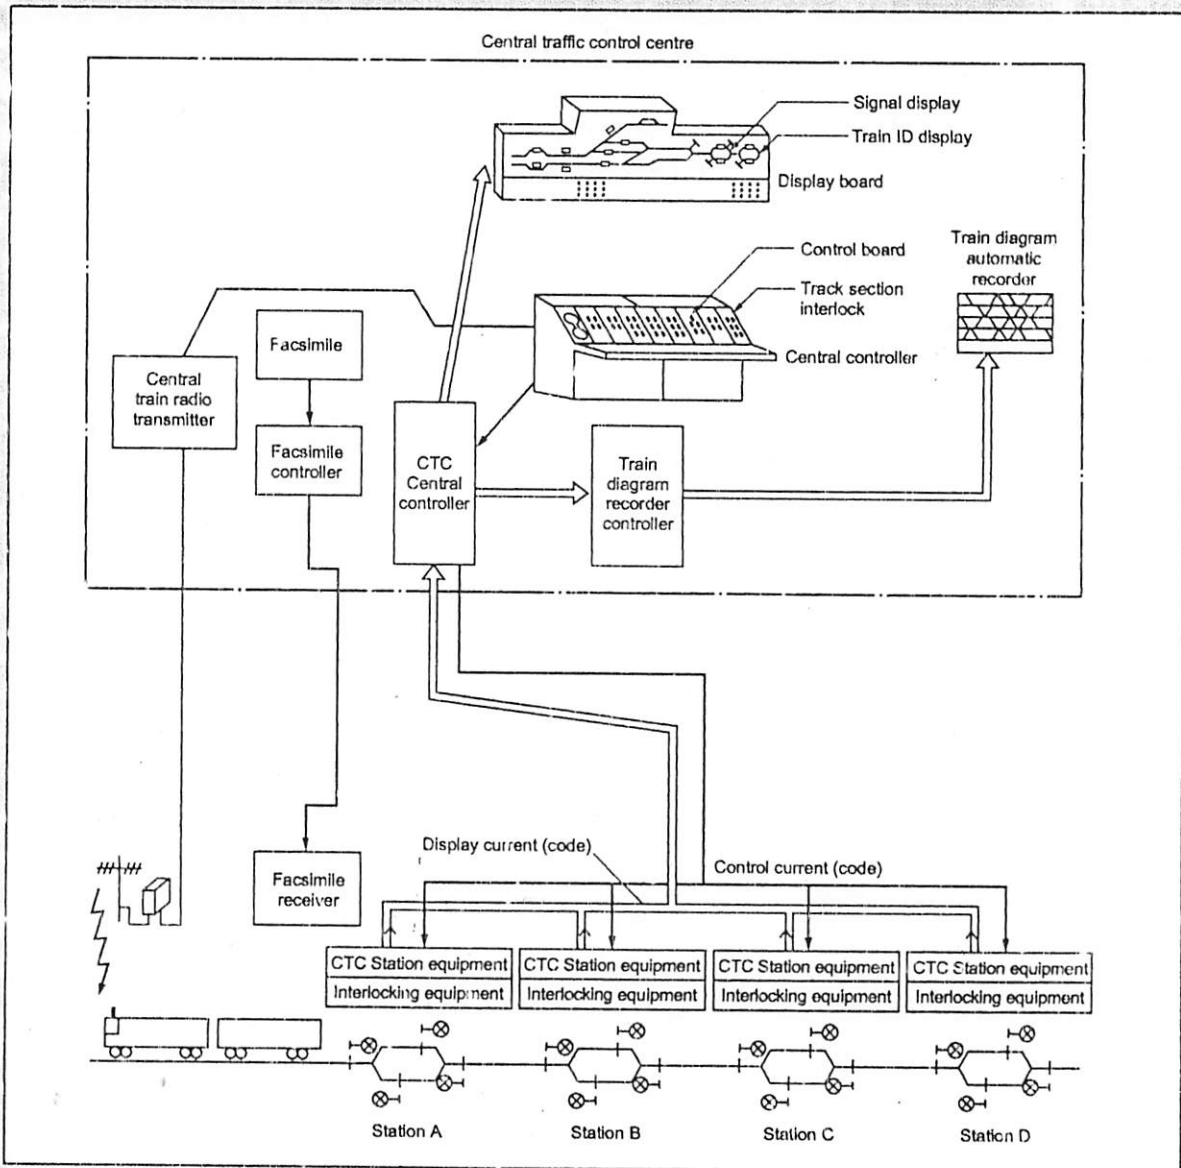 Central traffic control centre
Signal display
Train ID display
Display board
Control board
Track section
interlock
Central controller
Train diagram
automatic
recorder
Facsimile
Central
train radio
transmitter
Facsimile
controller
CTC
Central
controller
Train
diagram
recorder
controller
Display current (code)
Control current (code)
Facsimile
receiver
CTC Station equipment
Interlocking equipment
CTC Station equipment
Interlocking equipment
CTC Station equipment
Interlocking equipment
CTC Station equipment
Interlocking equipment
Station A
Station B
Station C
Station D